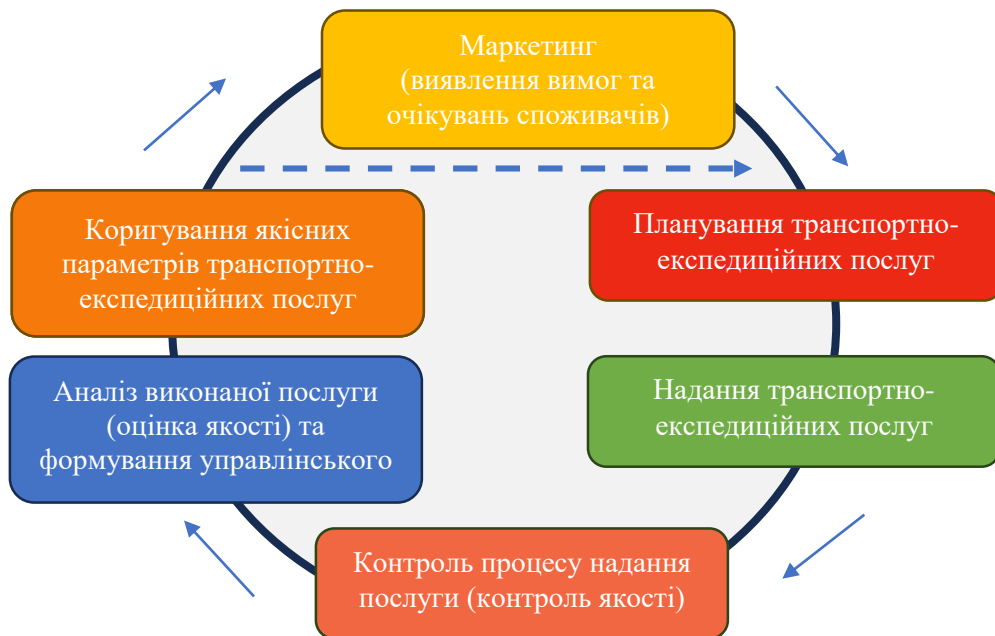 Маркетинг
(виявлення вимог та
очікувань споживачів)
Коригування якісних
параметрів транспортно-
експедиційних послуг
Планування транспортно-
експедиційних послуг
Аналіз виконаної послуги
(оцінка якості) та
формування управлінського
Надання транспортно-
експедиційних послуг
Контроль процесу надання
послуги (контроль якості)